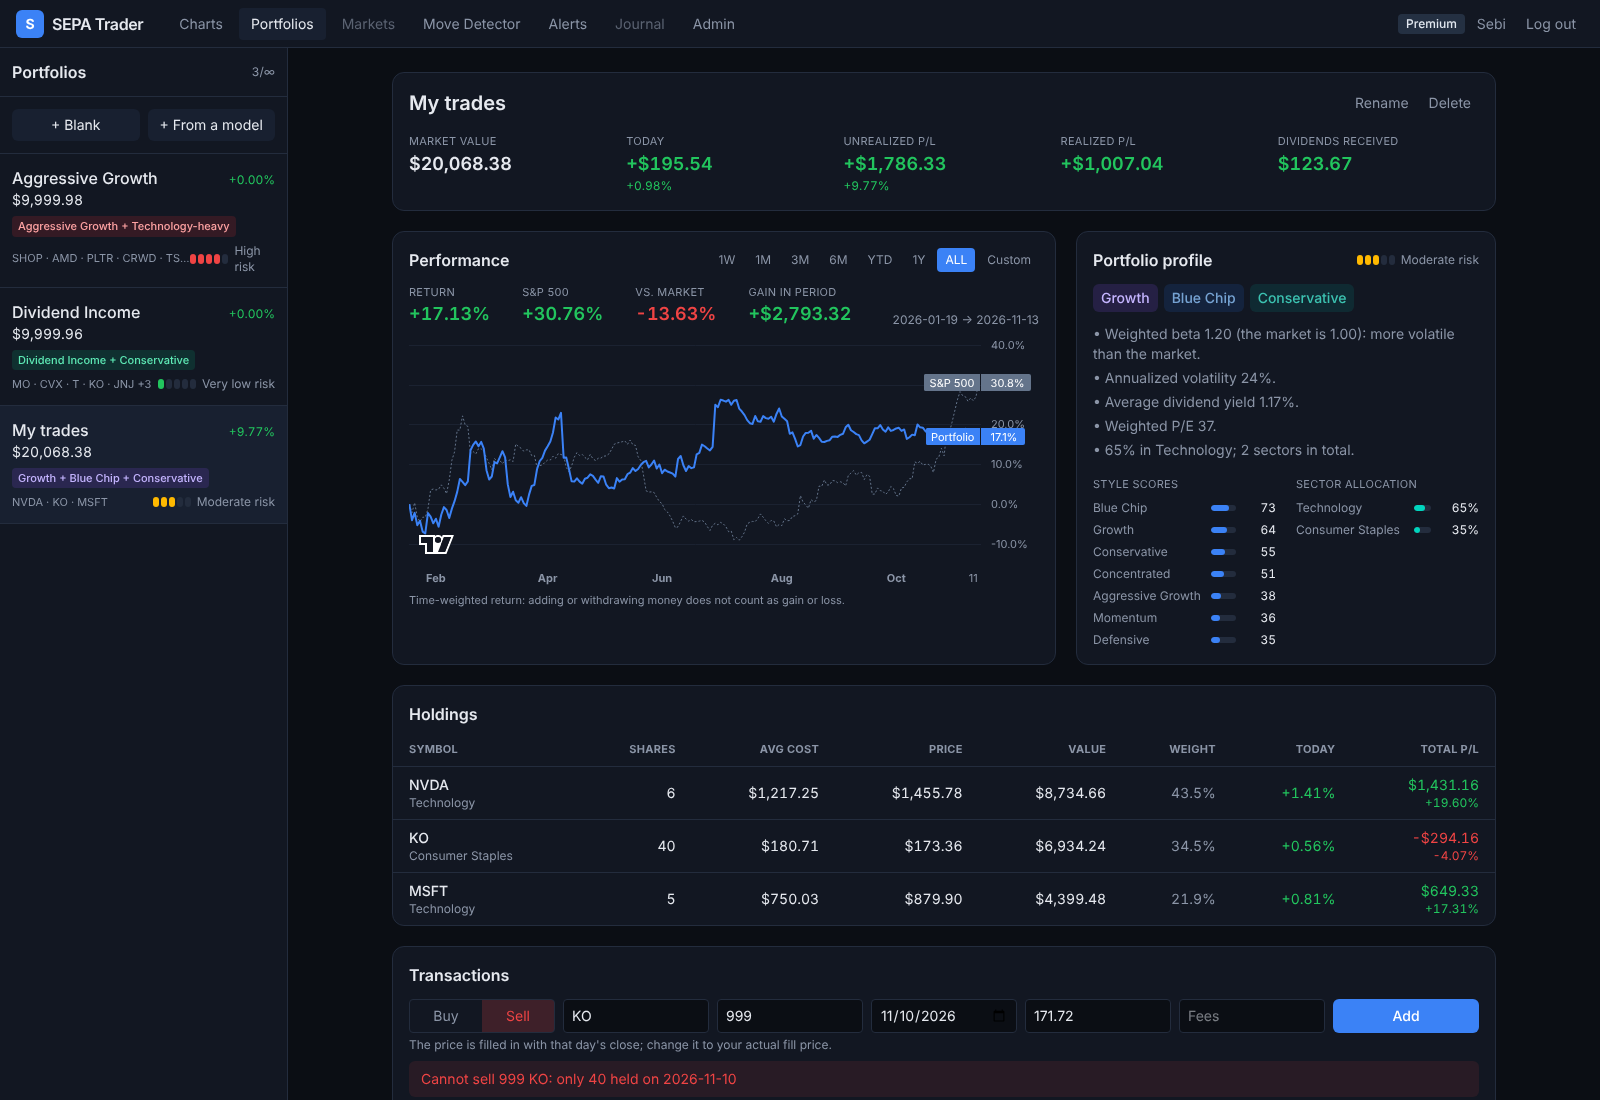 S SEPA Trader Charts Portfolios Markets Move Detector Alerts Journal Admin Premium Sebi Log out
Portfolios 3/∞
+ Blank + From a model
Aggressive Growth +0.00%
$9,999.98
Aggressive Growth + Technology-heavy
SHOP · AMD · PLTR · CRWD · TS... High risk
Dividend Income +0.00%
$9,999.96
Dividend Income + Conservative
MO · CVX · T · KO · JNJ +3 Very low risk
My trades +9.77%
$20,068.38
Growth + Blue Chip + Conservative
NVDA · KO · MSFT Moderate risk
My trades Rename Delete
MARKET VALUE TODAY UNREALIZED P/L REALIZED P/L DIVIDENDS RECEIVED
$20,068.38 +$195.54 +$1,786.33 +$1,007.04 $123.67
+0.98% +9.77%
Performance 1W 1M 3M 6M YTD 1Y ALL Custom
RETURN S&P 500 VS. MARKET GAIN IN PERIOD
+17.13% +30.76% -13.63% +$2,793.32 2026-01-19 → 2026-11-13
40.0%
S&P 500 30.8%
20.0%
Portfolio 17.1%
10.0%
0.0%
-10.0%
Feb Apr Jun Aug Oct 11
Time-weighted return: adding or withdrawing money does not count as gain or loss.
Portfolio profile Moderate risk
Growth Blue Chip Conservative
• Weighted beta 1.20 (the market is 1.00): more volatile
than the market.
• Annualized volatility 24%.
• Average dividend yield 1.17%.
• Weighted P/E 37.
• 65% in Technology; 2 sectors in total.
STYLE SCORES SECTOR ALLOCATION
Blue Chip 73 Technology 65%
Growth 64 Consumer Staples 35%
Conservative 55
Concentrated 51
Aggressive Growth 38
Momentum 36
Defensive 35
Holdings
SYMBOL SHARES AVG COST PRICE VALUE WEIGHT TODAY TOTAL P/L
NVDA 6 $1,217.25 $1,455.78 $8,734.66 43.5% +1.41% $1,431.16
Technology +19.60%
KO 40 $180.71 $173.36 $6,934.24 34.5% +0.56% -$294.16
Consumer Staples -4.07%
MSFT 5 $750.03 $879.90 $4,399.48 21.9% +0.81% $649.33
Technology +17.31%
Transactions
Buy Sell KO 999 11/10/2026 171.72 Fees Add
The price is filled in with that day's close; change it to your actual fill price.
Cannot sell 999 KO: only 40 held on 2026-11-10